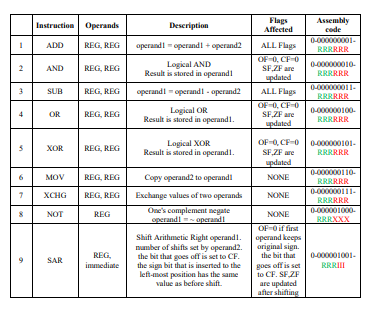 Instruction Operands Description Flags Affected Assembly code
1 ADD REG, REG operand1 = operand1 + operand2 ALL Flags 0-000000001-RRRRRR
2 AND REG, REG Logical AND
Result is stored in operand1 OF=0, CF=0
SF,ZF are
updated 0-000000010-
RRRRRR
3 SUB REG, REG operand1 = operand1 - operand2 ALL Flags 0-000000011-
RRRRRR
4 OR REG, REG Logical OR
Result is stored in operand1. OF=0, CF=0
SF,ZF are
updated 0-000000100-
RRRRRR
5 XOR REG, REG Logical XOR
Result is stored in operand1. OF=0, CF=0
SF,ZF are
updated 0-000000101-
RRRRRR
6 MOV REG, REG Copy operand2 to operand1 NONE 0-000000110-
RRRRRR
7 XCHG REG, REG Exchange values of two operands NONE 0-000000111-
RRRRRR
8 NOT REG One's complement negate
operand1 = ~ operand1 NONE 0-000001000-
RRRXXX
9 SAR REG,
immediate Shift Arithmetic Right operand1.
number of shifts set by operand2.
the bit that goes off is set to CF.
the sign bit that is inserted to the
left-most position has the same
value as before shift. OF=0 if first
operand keeps
original sign.
the bit that
goes off is set
to CF. SF,ZF
are updated
after shifting 0-000001001-
RRRIII